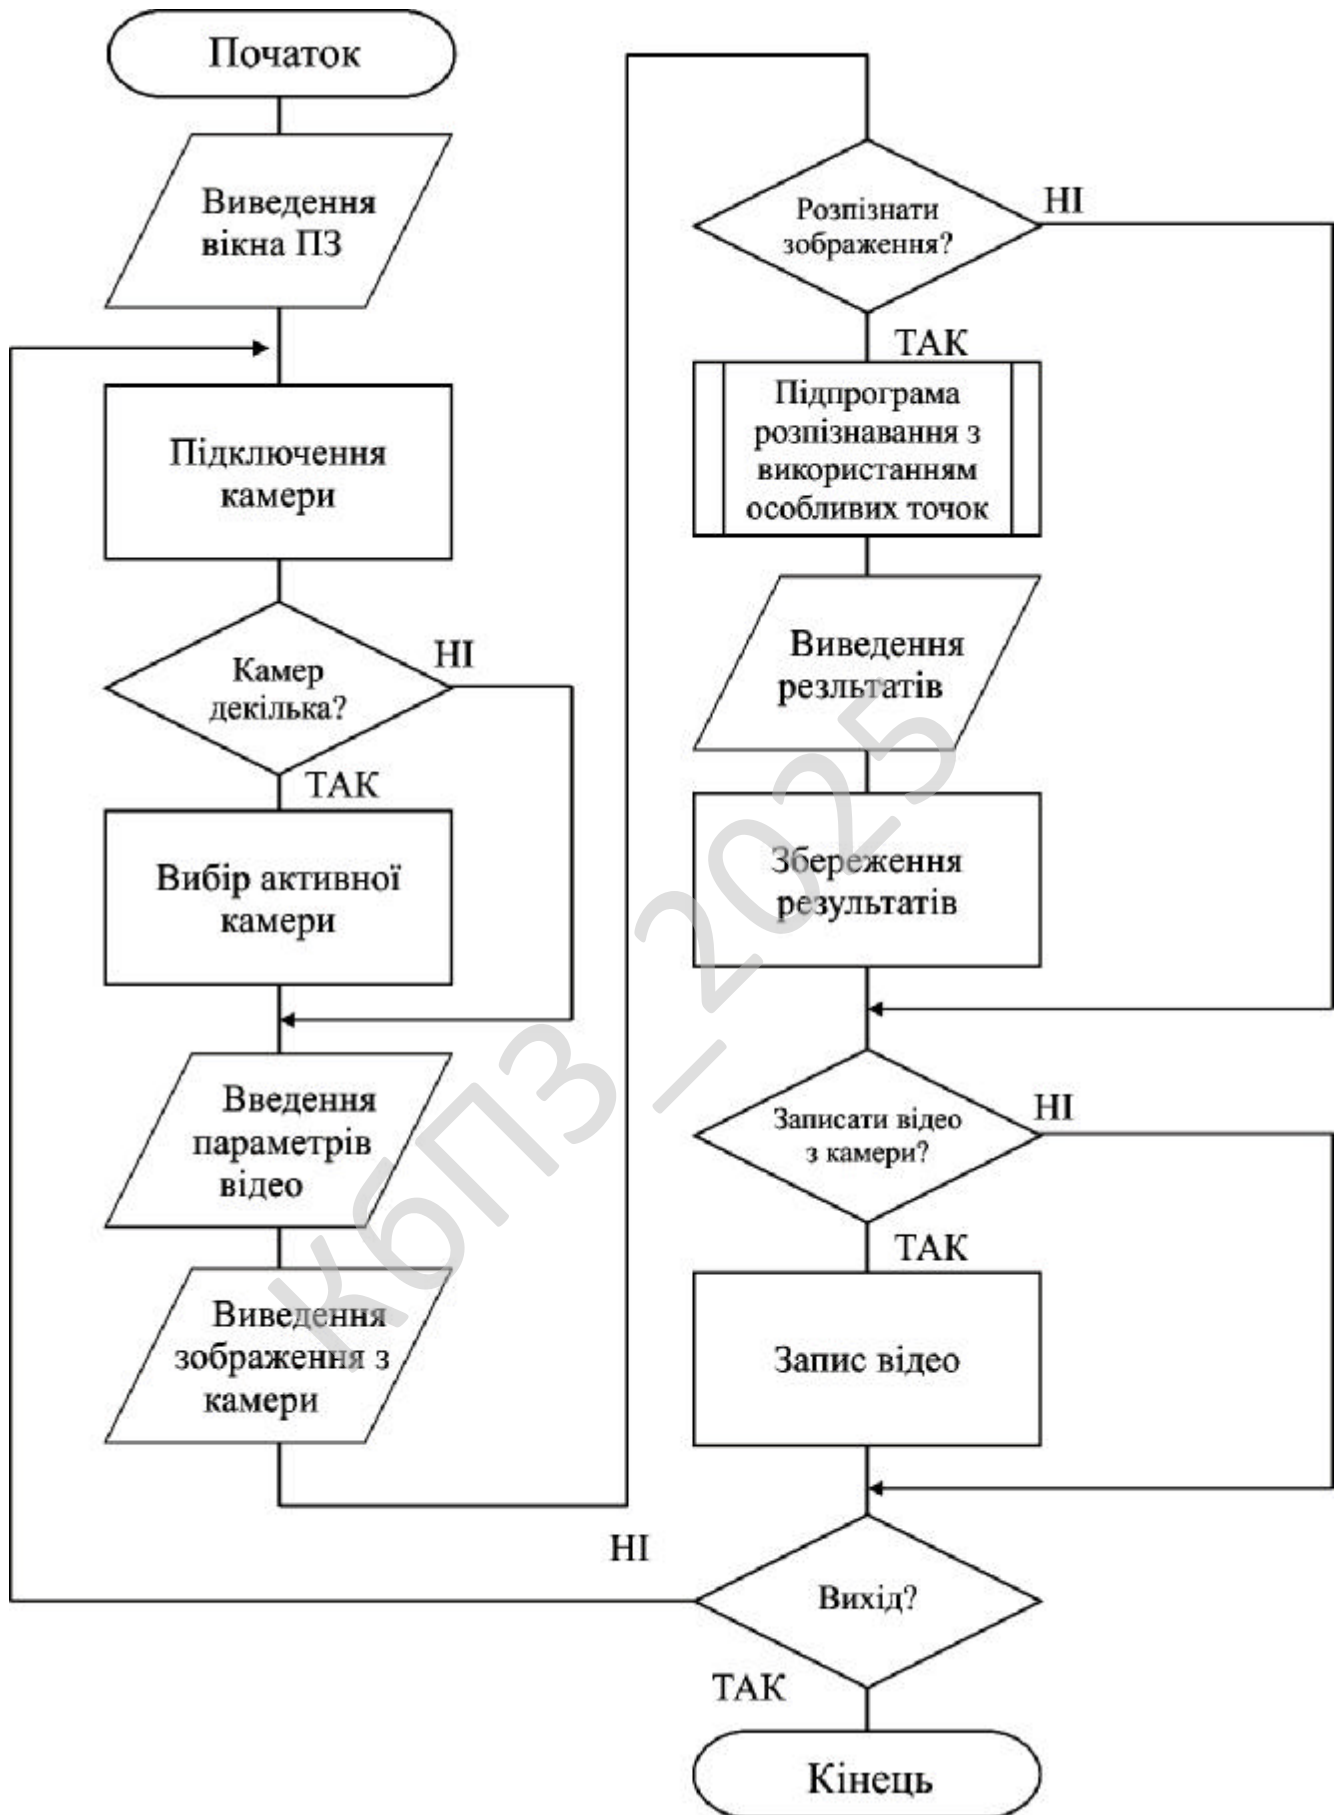 Початок
Виведення
вікна ПЗ
Підключення
камери
Камер
декілька?
НІ
ТАК
Вибір активної
камери
Введення
параметрів
відео
Виведення
зображення з
камери
Розпізнати
зображення?
НІ
ТАК
Підпрограма
розпізнавання з
використанням
особливих точок
Виведення
резльтатів
Збереження
результатів
Записати відео
з камери?
НІ
ТАК
Запис відео
Вихід?
НІ
ТАК
Кінець
КбПЗ_2025